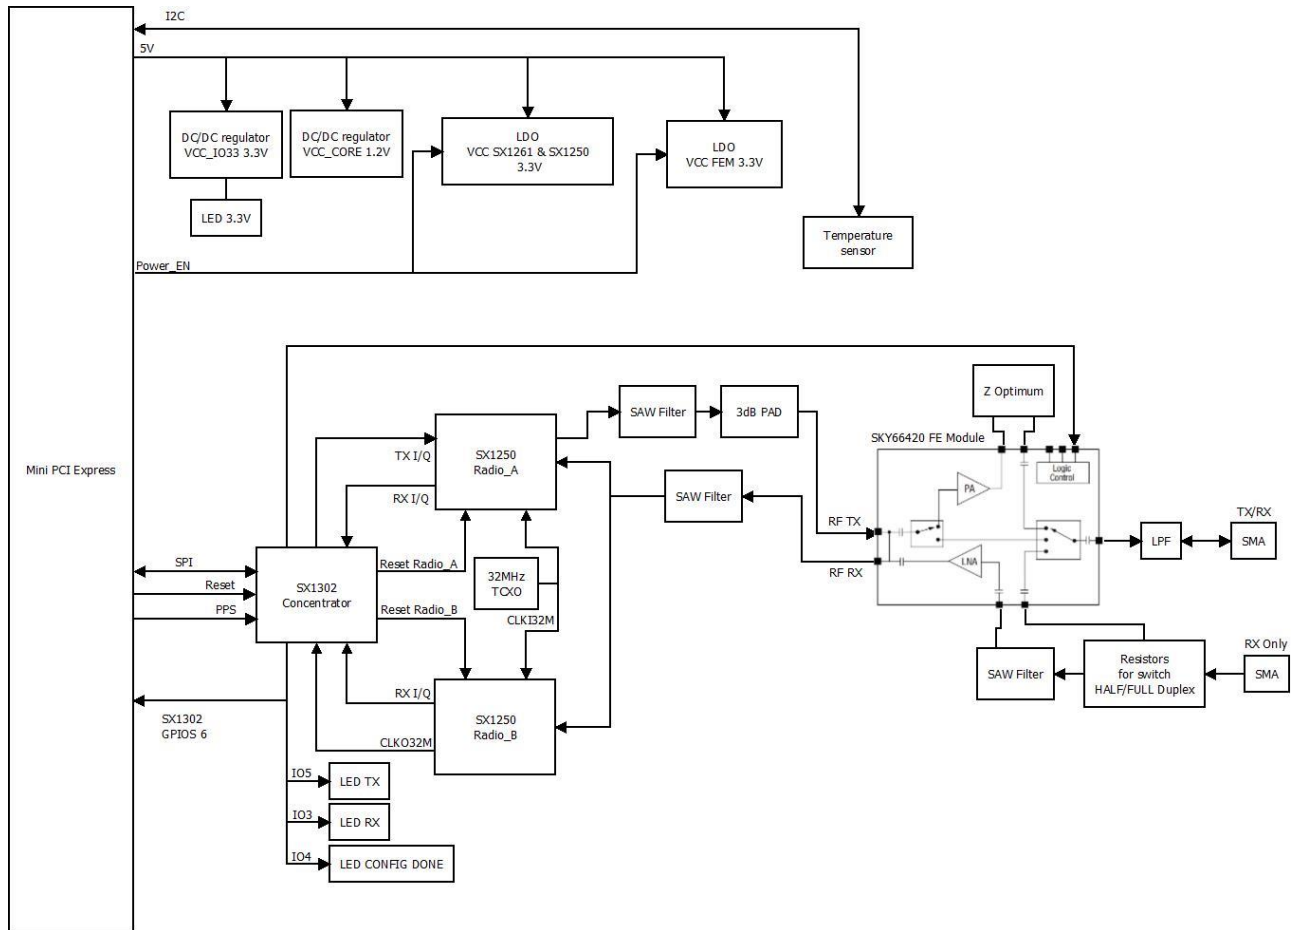 I2C
5V
DC/DC regulator
VCC_IO33 3.3V
DC/DC regulator
VCC_CORE 1.2V
LDO
VCC SX1261 & SX1250
3.3V
LDO
VCC FEM 3.3V
LED 3.3V
Temperature
sensor
Power_EN
Mini PCI Express
SAW Filter
3dB PAD
Z Optimum
SKY66420 FE Module
TX I/Q
SX1250
Radio_A
RX I/Q
SAW Filter
PA
Logic
Control
RF TX
TX/RX
LPF
SMA
LNA
RF RX
SPI
Reset
PPS
SX1302
Concentrator
Reset Radio_A
Reset Radio_B
32MHz
TCXO
CLKI32M
RX Only
SAW Filter
Resistors
for switch
HALF/FULL Duplex
SMA
RX I/Q
SX1250
Radio_B
CLKO32M
SX1302
GPIOS 6
IO5
LED TX
IO3
LED RX
IO4
LED CONFIG DONE